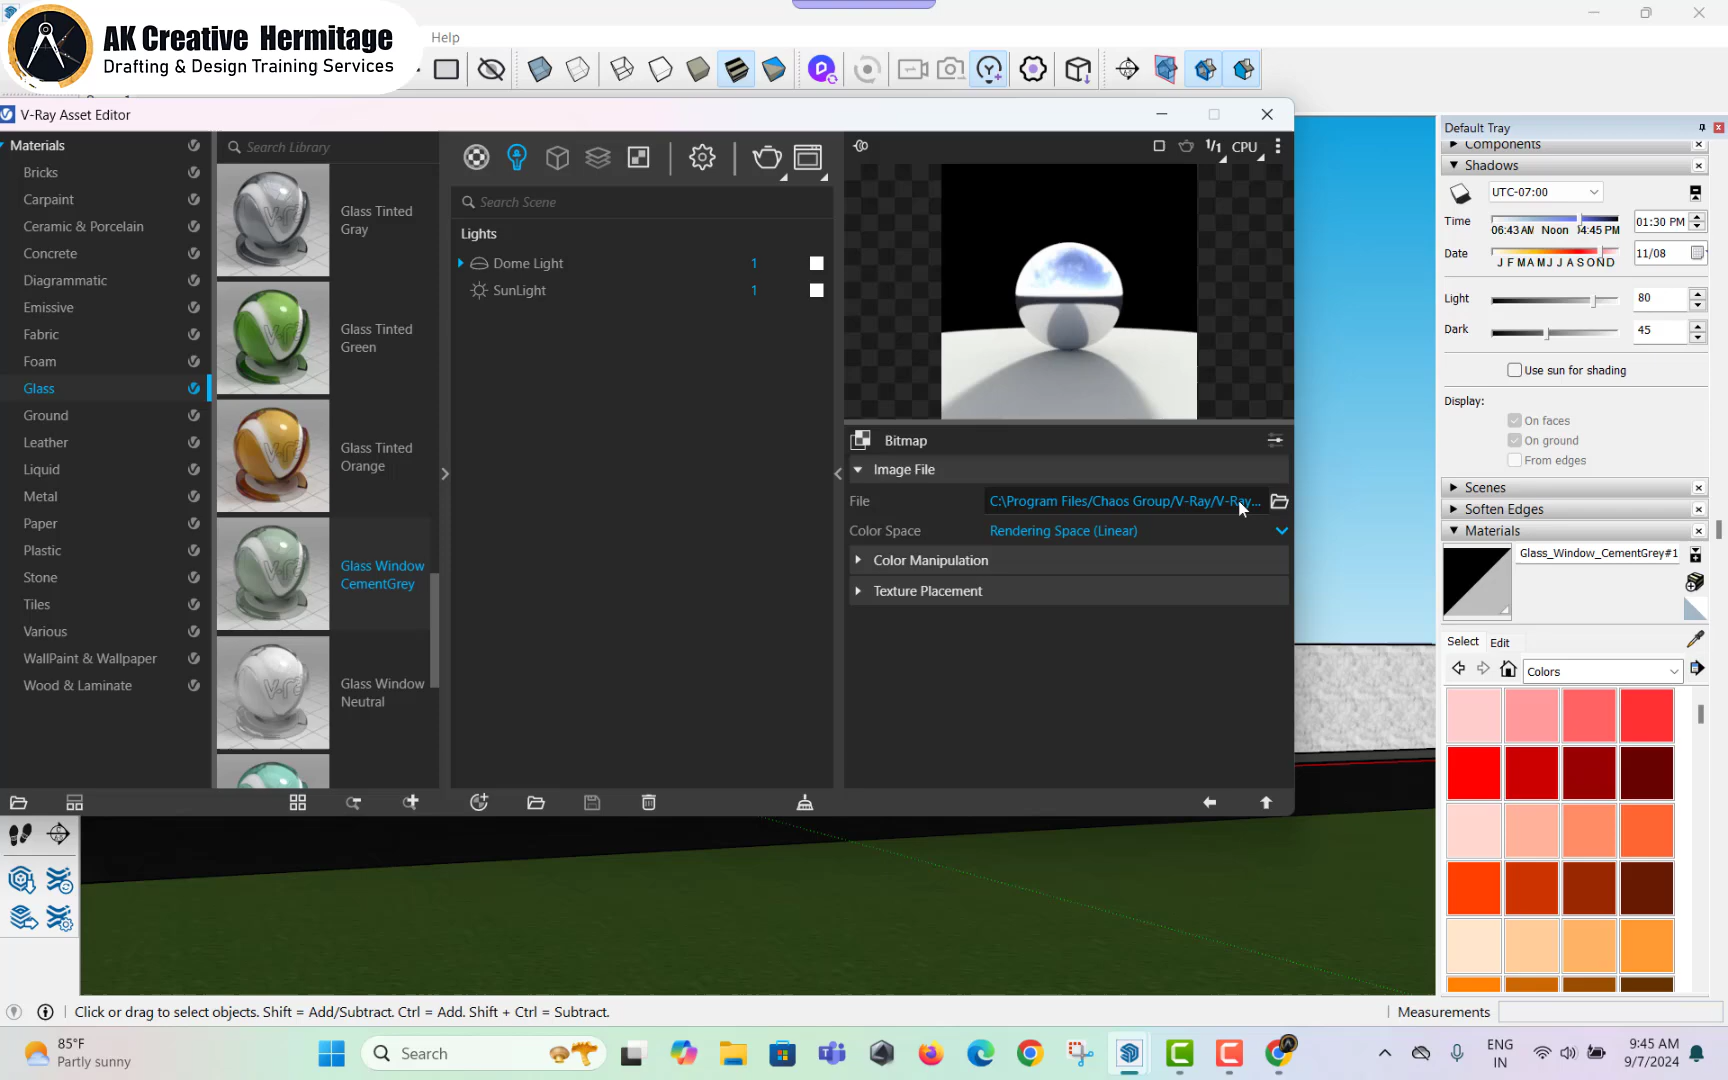 AK Creative Hermitage
Drafting & Design Training Services
Help
V-Ray Asset Editor
Materials
Bricks
Carpaint
Ceramic & Porcelain
Concrete
Diagrammatic
Emissive
Fabric
Foam
Glass
Ground
Leather
Liquid
Metal
Paper
Plastic
Stone
Tiles
Various
WallPaint & Wallpaper
Wood & Laminate
Search Library
Glass Tinted
Gray
Glass Tinted
Green
Glass Tinted
Orange
Glass Window
CementGrey
Glass Window
Neutral
Search Scene
Lights
Dome Light 1
SunLight 1
1/1 CPU
Bitmap
Image File
File C:\Program Files/Chaos Group/V-Ray/V-Ray...
Color Space Rendering Space (Linear)
Color Manipulation
Texture Placement
Default Tray
Components
Shadows
UTC-07:00
Time 06:43 AM Noon 04:45 PM 01:30 PM
Date J F M A M J J A S O N D 11/08
Light 80
Dark 45
Use sun for shading
Display:
On faces
On ground
From edges
Scenes
Soften Edges
Materials
Glass_Window_CementGrey#1
Select Edit
Colors
Click or drag to select objects. Shift = Add/Subtract. Ctrl = Add. Shift + Ctrl = Subtract.
Measurements
85°F
Partly sunny
Search
ENG
IN
9:45 AM
9/7/2024